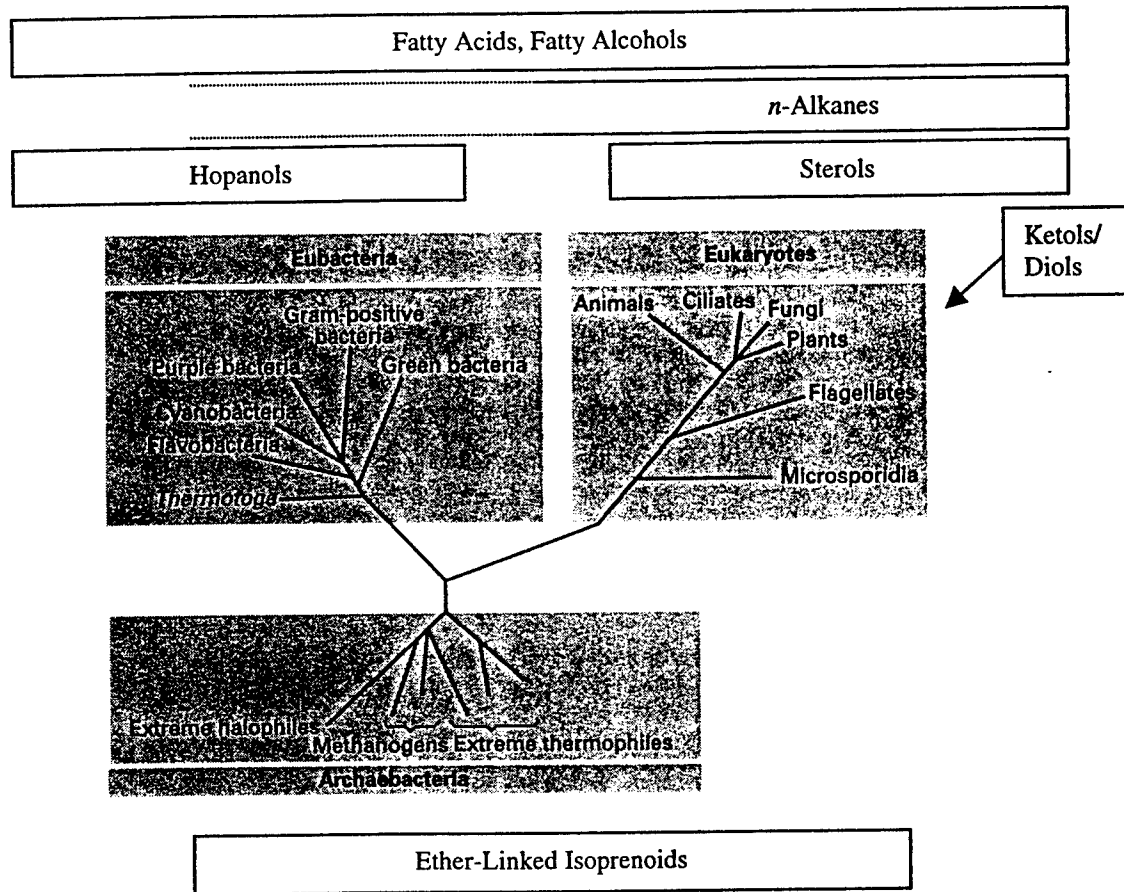 Fatty Acids, Fatty Alcohols
n-Alkanes
Hopanols
Sterols
Ketols/
Diols
Eubacteria
Eukaryotes
Gram-positive
bacteria
Purple bacteria
Green bacteria
Cyanobacteria
Flavobacteria
Thermotoga
Animals
Ciliates
Fungi
Plants
Flagellates
Microsporidia
Extreme halophiles
Methanogens
Extreme thermophiles
Archaebacteria
Ether-Linked Isoprenoids